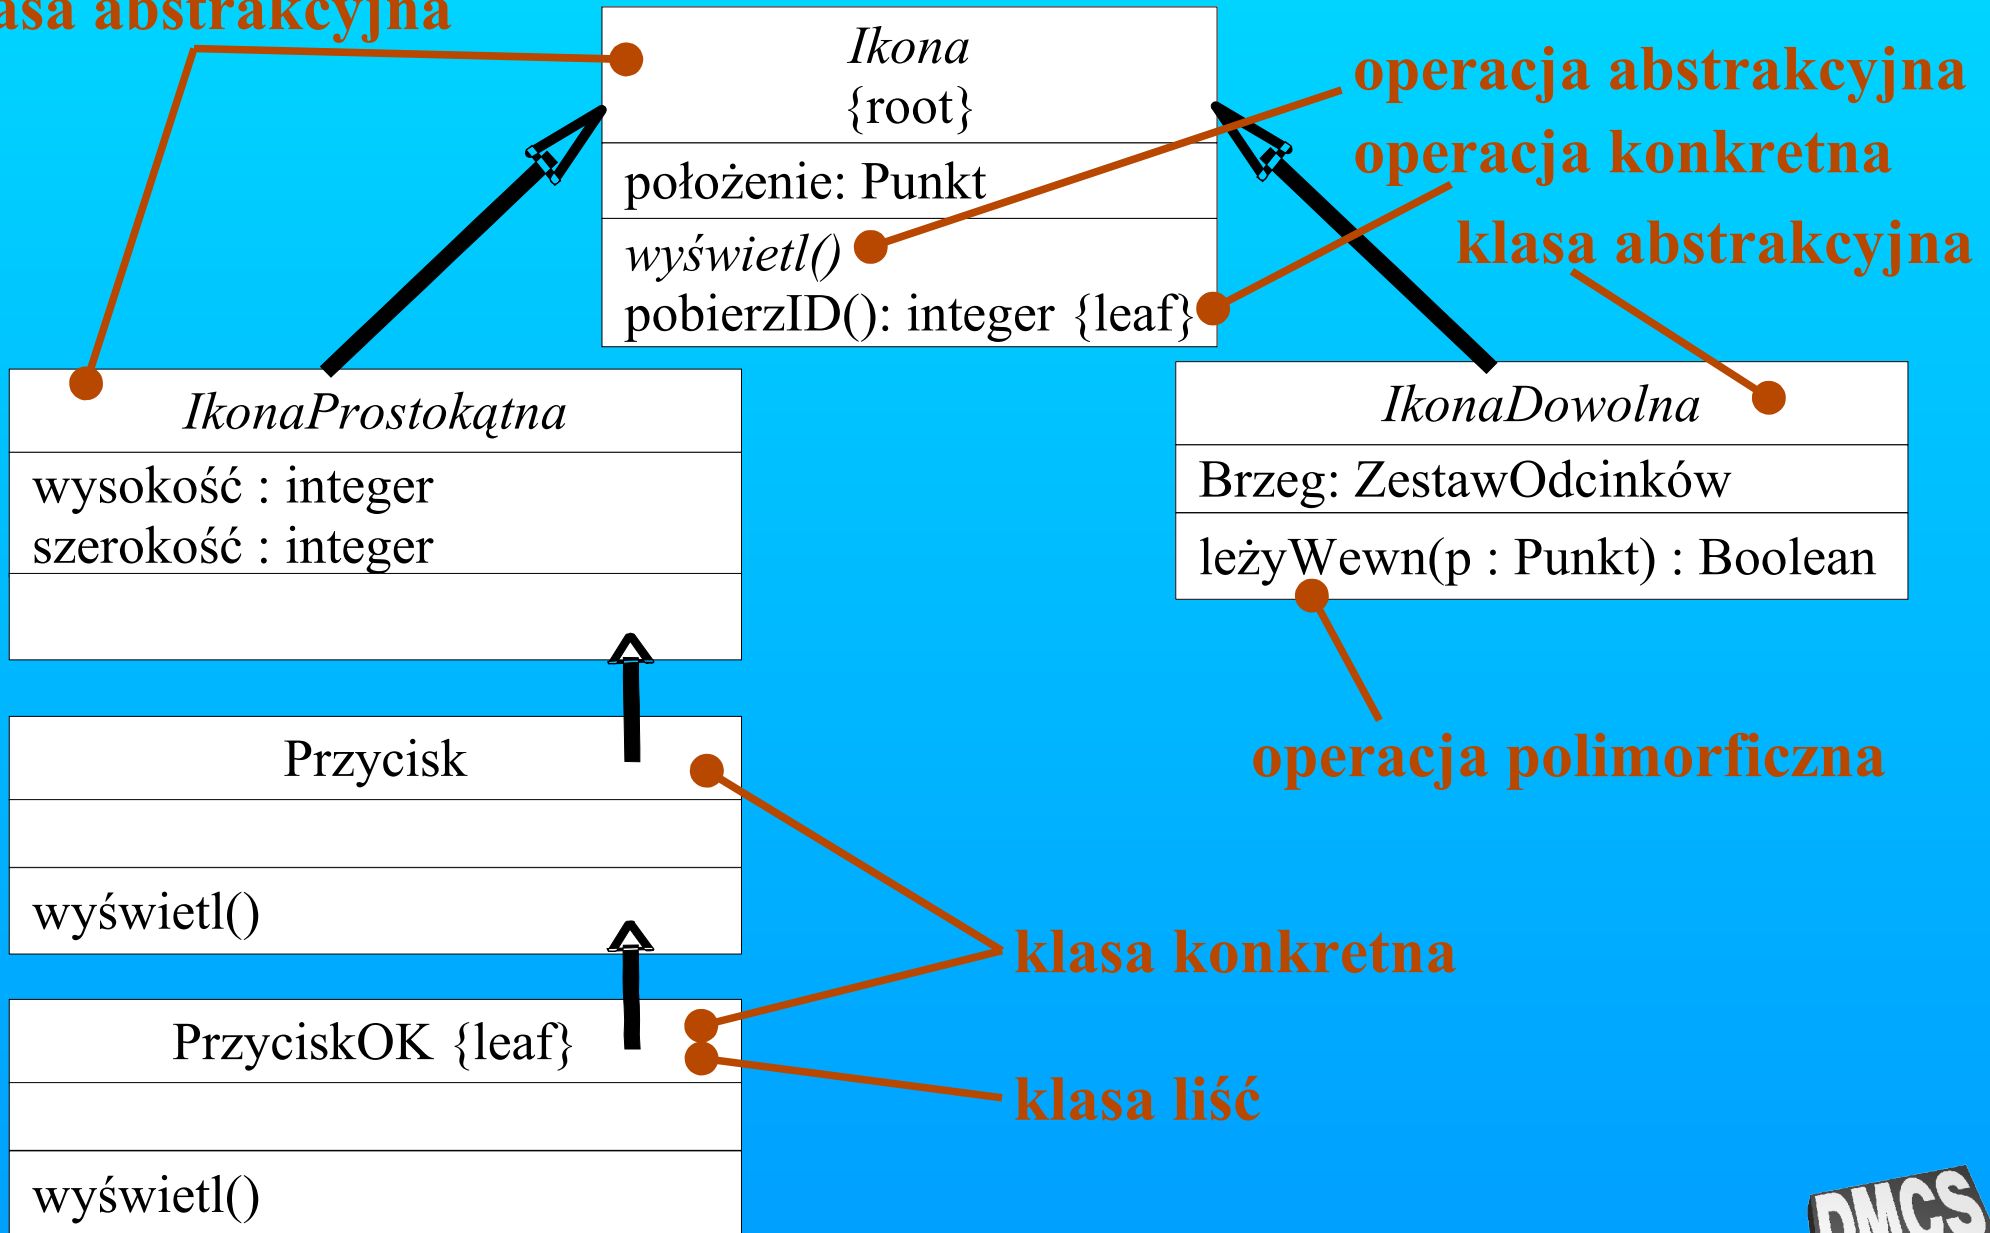 abstrakcyjna
Ikona
{root}
położenie: Punkt
wyświetl()
pobierzID(): integer {leaf}
operacja abstrakcyjna
operacja konkretna
klasa abstrakcyjna
IkonaProstokątna
wysokość : integer
szerokość : integer
IkonaDowolna
Brzeg: ZestawOdcinków
leżyWewn(p : Punkt) : Boolean
operacja polimorficzna
Przycisk
wyświetl()
klasa konkretna
PrzyciskOK {leaf}
klasa liść
wyświetl()
DMCS